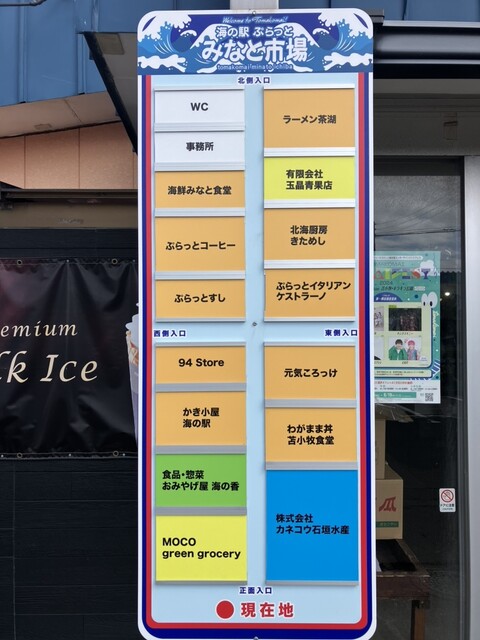 Welcome to Tomakomai!
海の駅 ぷらっと
みなと市場
tomakomai minato ichiba
北側入口
WC
事務所
海鮮みなと食堂
ぷらっとコーヒー
ぷらっとすし
ラーメン茶湖
有限会社
玉晶青果店
北海厨房
きためし
ぷらっとイタリアン
ケストラーノ
西側入口
東側入口
94 Store
かき小屋
海の駅
食品・惣菜
おみやげ屋 海の香
MOCO
green grocery
元気ころっけ
わがまま丼
苫小牧食堂
株式会社
カネコウ石垣水産
正面入口
現在地
remium
lk Ice